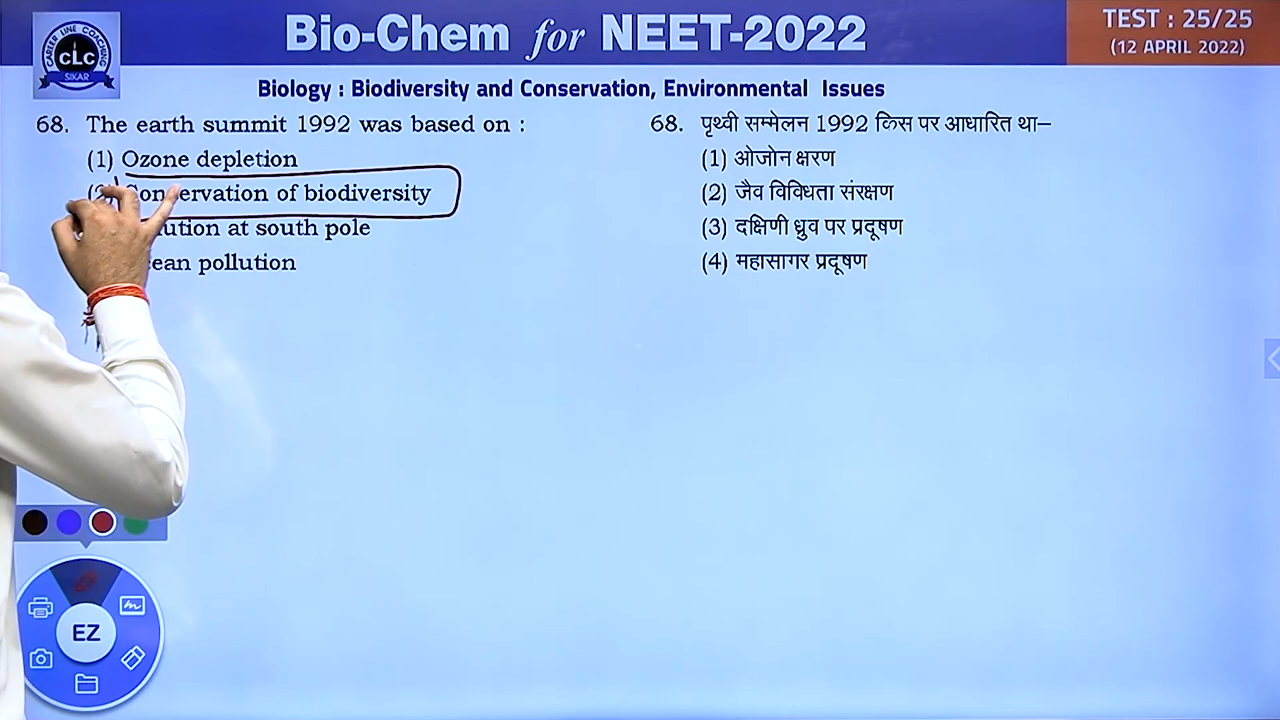 Bio-Chem for NEET-2022
TEST : 25/25
(12 APRIL 2022)
CAREER LINE COACHING
CLC
SIKAR
Biology : Biodiversity and Conservation, Environmental Issues
68. The earth summit 1992 was based on :
(1) Ozone depletion
Conservation of biodiversity
at south pole
pollution
68. पृथ्वी सम्मेलन 1992 किस पर आधारित था–
(1) ओजोन क्षरण
(2) जैव विविधता संरक्षण
(3) दक्षिणी ध्रुव पर प्रदूषण
(4) महासागर प्रदूषण
EZ